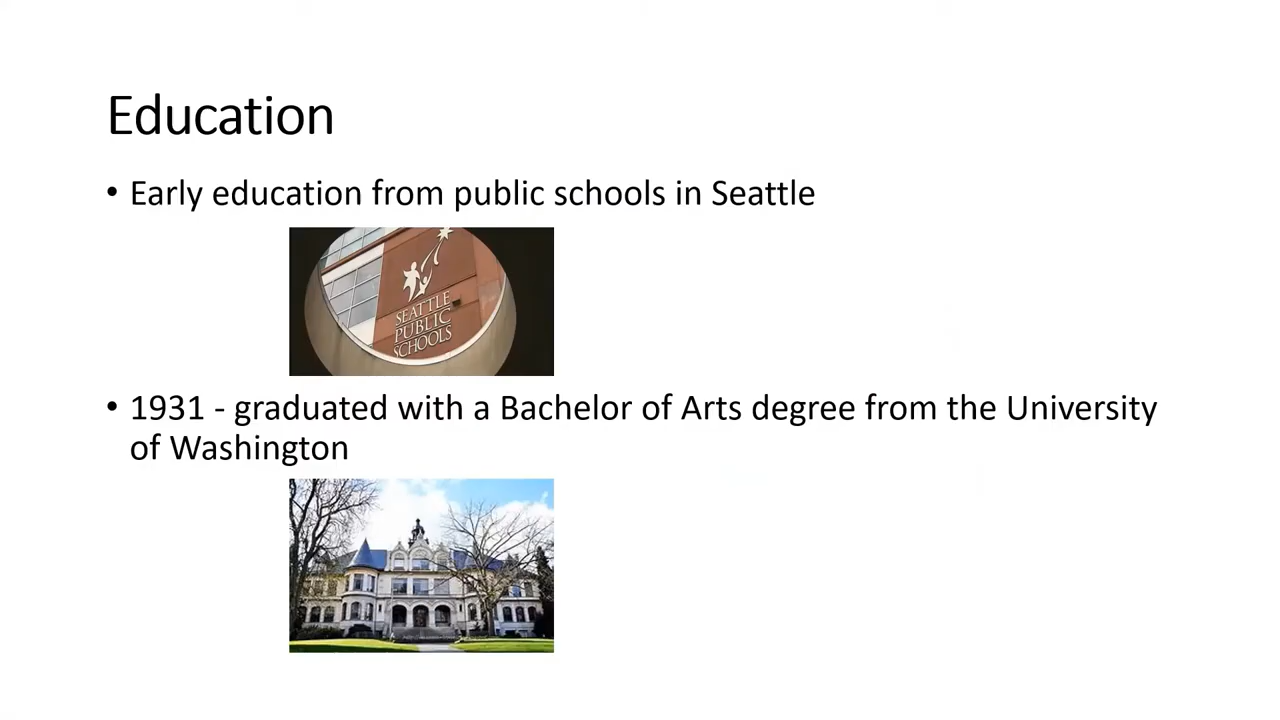 Education
• Early education from public schools in Seattle
SEATTLE
PUBLIC
SCHOOLS
• 1931 - graduated with a Bachelor of Arts degree from the University
of Washington